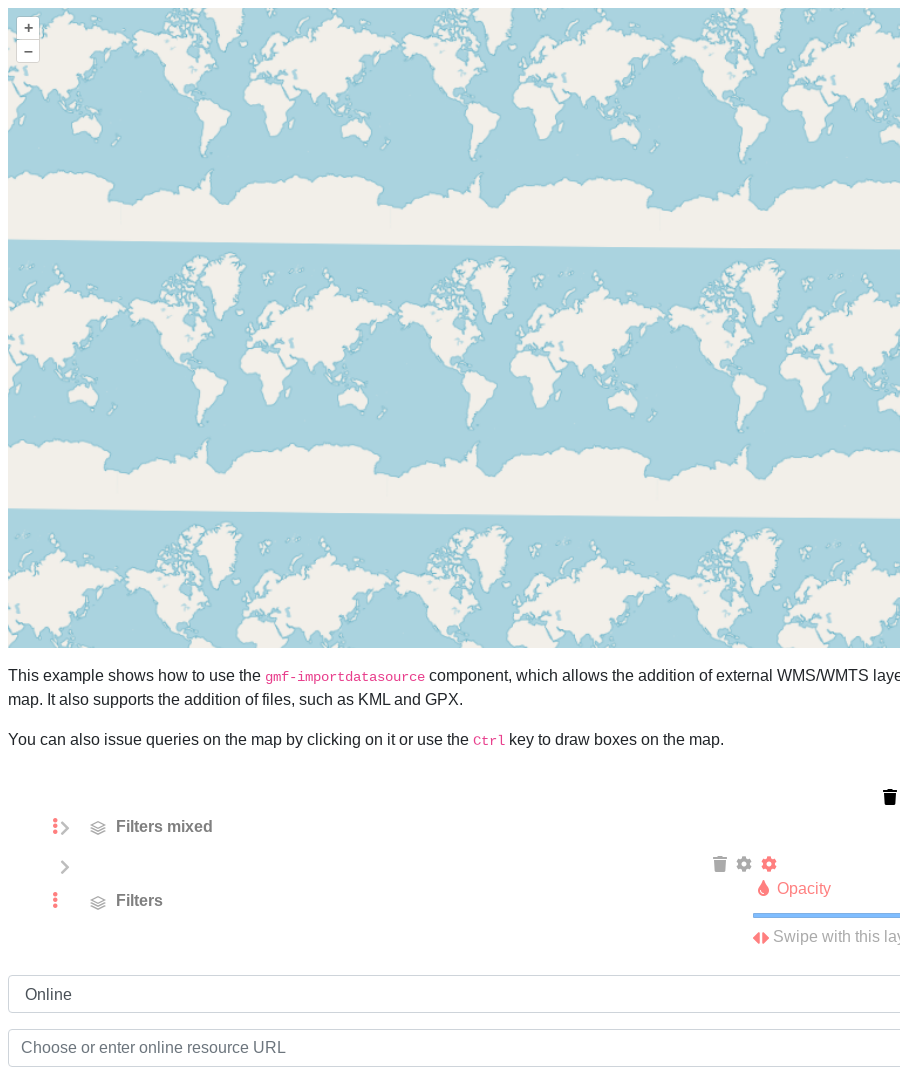 +
−
This example shows how to use the gmf-importdatasource component, which allows the addition of external WMS/WMTS laye
map. It also supports the addition of files, such as KML and GPX.
You can also issue queries on the map by clicking on it or use the Ctrl key to draw boxes on the map.
Filters mixed
Filters
Opacity
Swipe with this lay
Online
Choose or enter online resource URL